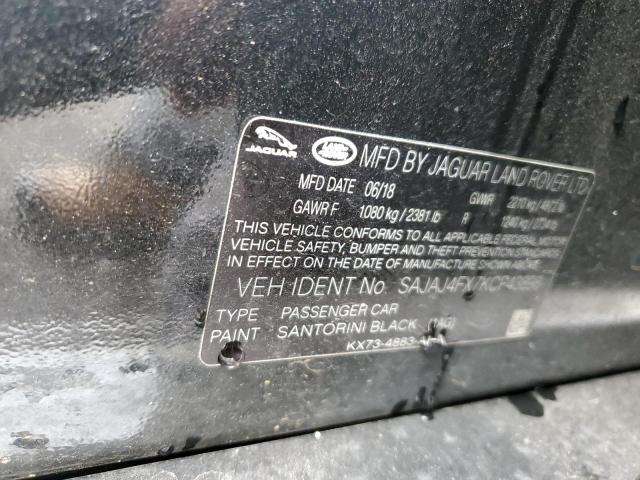 JAGUAR LAND ROVER MFD BY JAGUAR LAND ROVER LTD
MFD DATE 06/18 GVWR
GAWR F 1080 kg / 2381 lb R
THIS VEHICLE CONFORMS TO ALL APPLICABLE FEDERAL MOTOR
VEHICLE SAFETY, BUMPER AND THEFT PREVENTION STANDARDS
IN EFFECT ON THE DATE OF MANUFACTURE SHOWN ABOVE
VEH IDENT No
TYPE PASSENGER CAR
PAINT SANTORINI BLACK